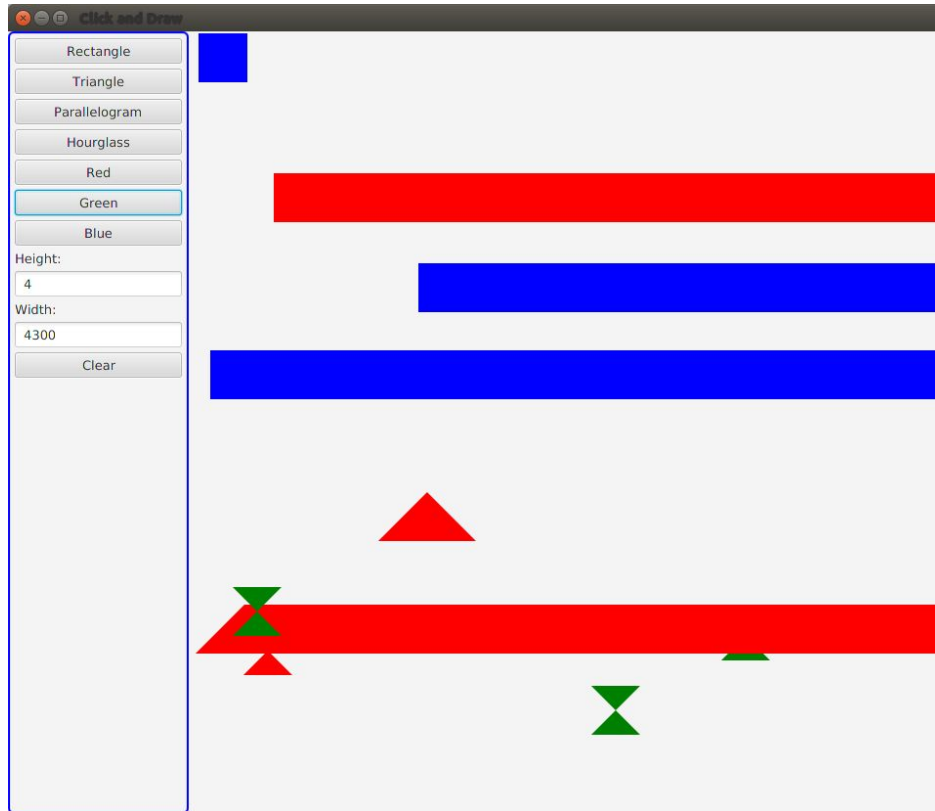 Click and Draw
Rectangle
Triangle
Parallelogram
Hourglass
Red
Green
Blue
Height:
4
Width:
4300
Clear